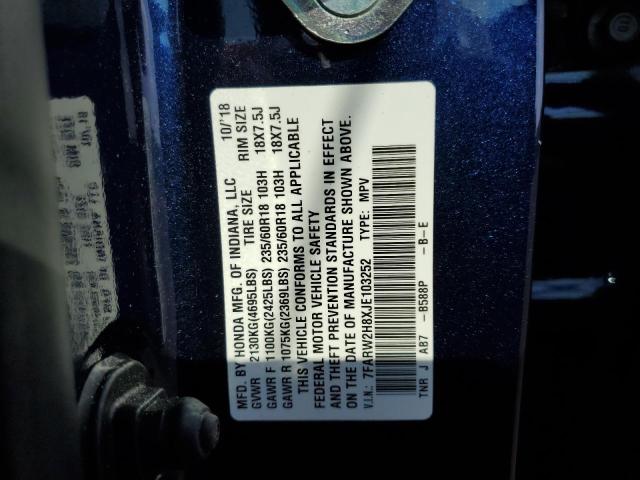 MFD. BY HONDA MFG. OF INDIANA, LLC 10/'18
GVWR 2130KG(4695LBS) TIRE SIZE RIM SIZE
GAWR F 1100KG(2425LBS) 235/60R18 103H 18X7.5J
GAWR R 1075KG(2369LBS) 235/60R18 103H 18X7.5J
THIS VEHICLE CONFORMS TO ALL APPLICABLE
FEDERAL MOTOR VEHICLE SAFETY
AND THEFT PREVENTION STANDARDS IN EFFECT
ON THE DATE OF MANUFACTURE SHOWN ABOVE.
V.I.N.: 7FARW2H8XJE103252 TYPE: MPV
TNR J AB7 -B588P -B-E